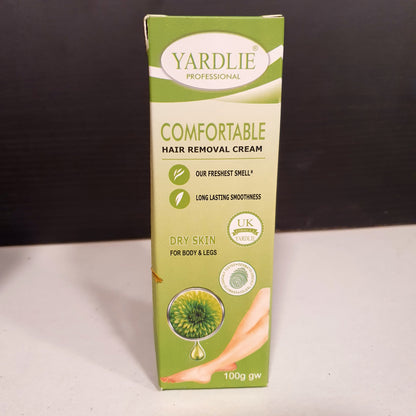 YARDLIE®
PROFESSIONAL
COMFORTABLE
HAIR REMOVAL CREAM
OUR FRESHEST SMELL*
LONG LASTING SMOOTHNESS
UK
YARDLIE
DRY SKIN
FOR BODY & LEGS
100g gw